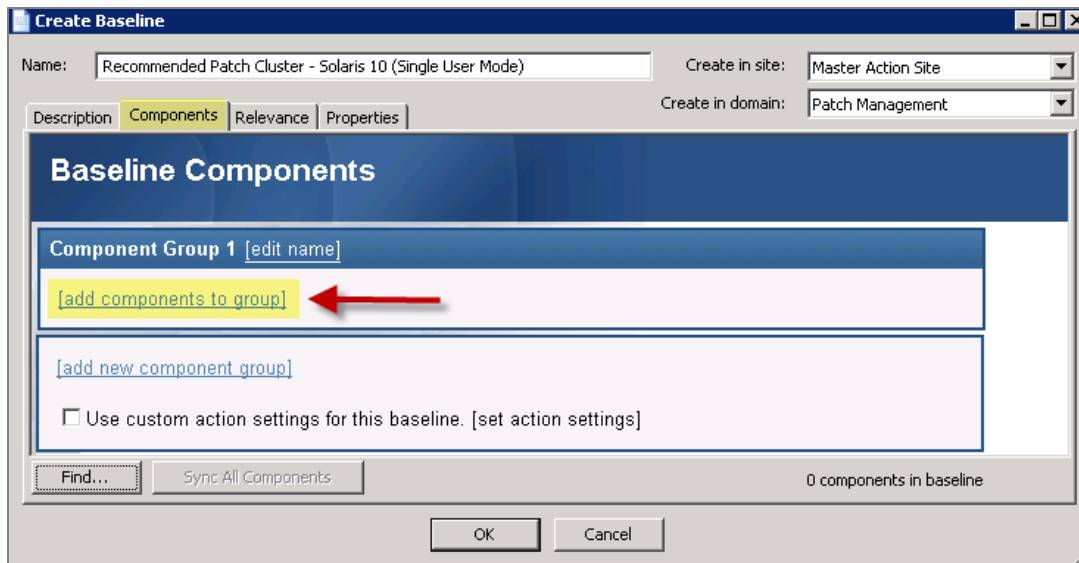 Create Baseline
Name: Recommended Patch Cluster - Solaris 10 (Single User Mode) Create in site: Master Action Site
Create in domain: Patch Management
Description Components Relevance Properties
Baseline Components
Component Group 1 [edit name]
[add components to group]
[add new component group]
Use custom action settings for this baseline. [set action settings]
Find... Sync All Components 0 components in baseline
OK Cancel